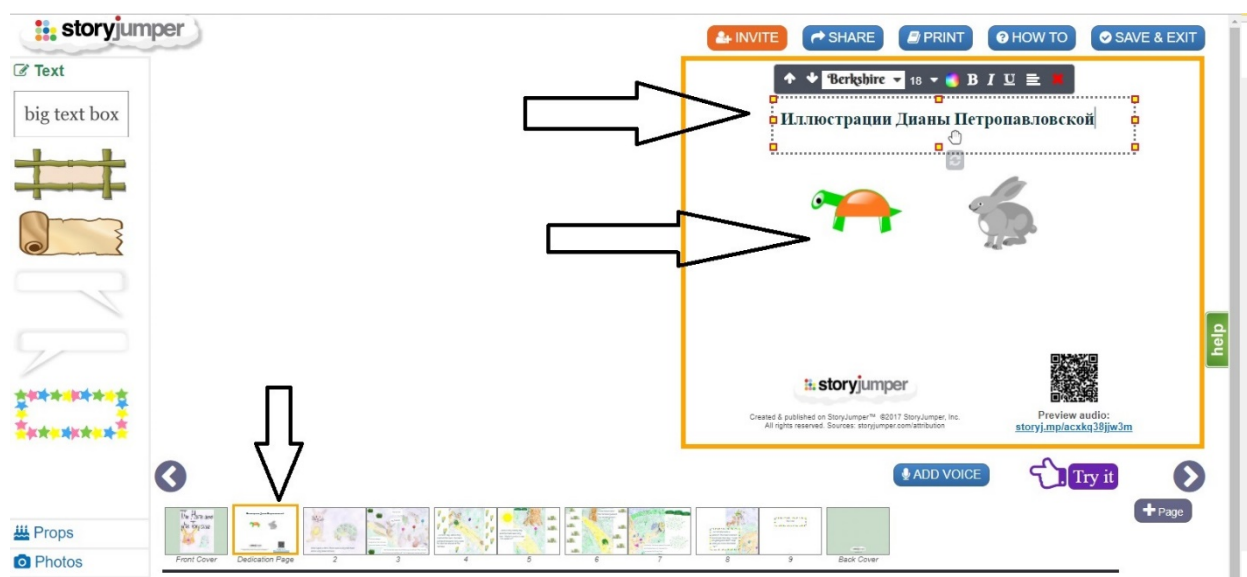 storyjumper
INVITE
SHARE
PRINT
HOW TO
SAVE & EXIT
Text
big text box
Berkshire
18
B I U
Иллюстрации Дианы Петропавловской
help
storyjumper
Created & published on StoryJumper™ ©2017 StoryJumper, Inc.
All rights reserved. Sources: storyjumper.com/attribution
Preview audio:
storyj.mp/acxkq38jjw3m
ADD VOICE
Try it
Page
Props
Photos
Front Cover
Dedication Page
2
3
4
5
6
7
8
9
Back Cover